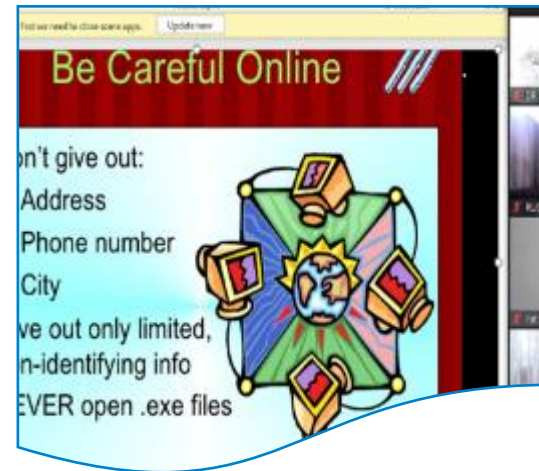 first we need to close some apps. Update now
Be Careful Online
on't give out:
Address
Phone number
City
ve out only limited,
n-identifying info
EVER open .exe files